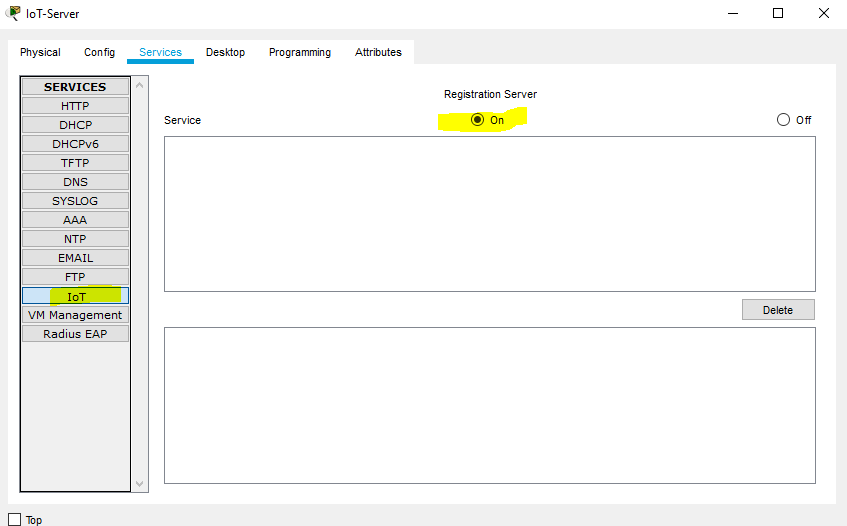 IoT-Server
Physical Config Services Desktop Programming Attributes
SERVICES
HTTP
DHCP
DHCPv6
TFTP
DNS
SYSLOG
AAA
NTP
EMAIL
FTP
IoT
VM Management
Radius EAP
Registration Server
Service On Off
Delete
Top